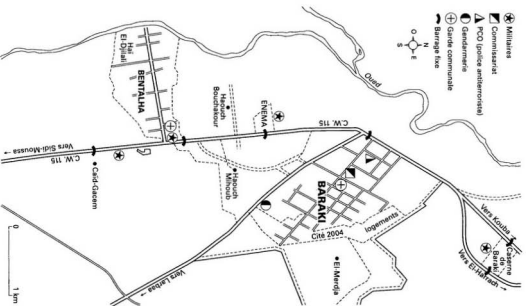 Militaires
Commissariat
PCO (police antiterroriste)
Gendarmerie
Garde communale
Barrage fixe
N
O
E
S
Oued
Haï
El-Djilali
BENTALHA
Haouch
Bouchakour
ENEMA
C.W. 115
C.W. 115
Vers Sidi-Moussa
Caïd-Gacem
Haouch
Mihoub
BARAKI
Cité 2004
logements
El-Merdja
Vers Larbaa
Vers Kouba
Caserne
de
Baraki
Vers El-Harrach
0
1 km